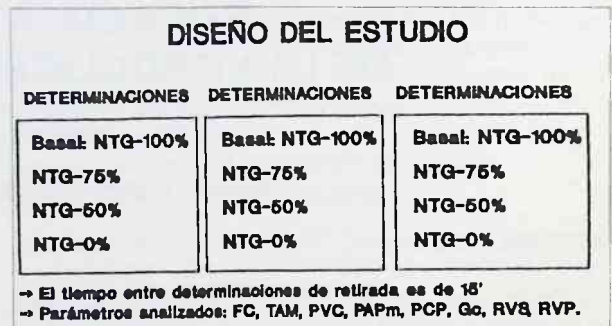 DISEÑO DEL ESTUDIO
DETERMINACIONES DETERMINACIONES DETERMINACIONES
Basal: NTG-100% Basal: NTG-100% Basal: NTG-100%
NTG-75% NTG-75% NTG-75%
NTG-50% NTG-50% NTG-50%
NTG-0% NTG-0% NTG-0%
→ El tiempo entre determinaciones de retirada es de 15'
→ Parámetros analizados: FC, TAM, PVC, PAPm, PCP, Gc, RVS, RVP.